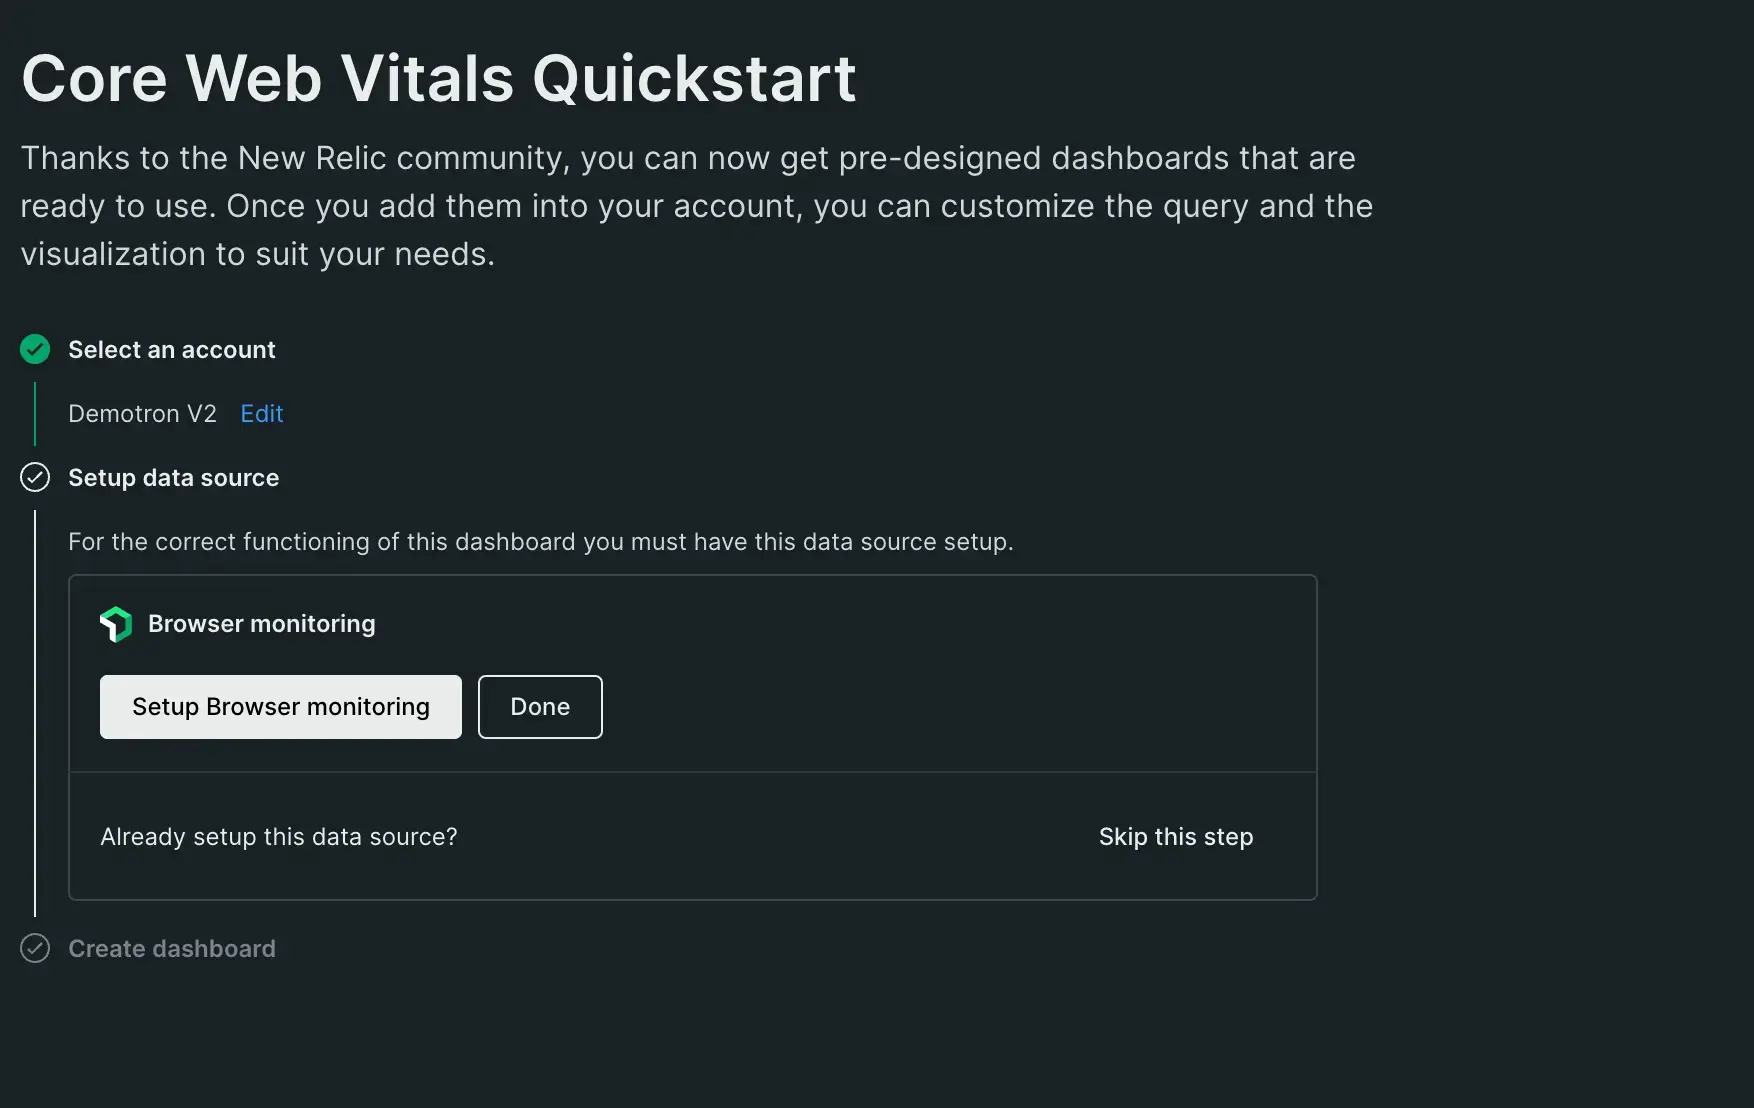 Core Web Vitals Quickstart
Thanks to the New Relic community, you can now get pre-designed dashboards that are
ready to use. Once you add them into your account, you can customize the query and the
visualization to suit your needs.
Select an account
Demotron V2 Edit
Setup data source
For the correct functioning of this dashboard you must have this data source setup.
Browser monitoring
Setup Browser monitoring Done
Already setup this data source? Skip this step
Create dashboard